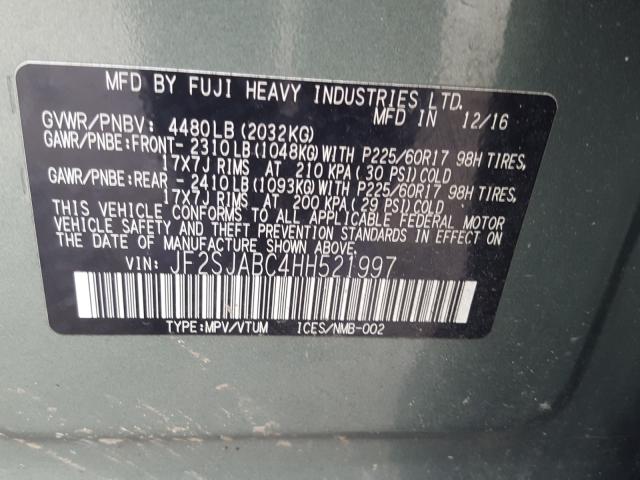 MFD BY FUJI HEAVY INDUSTRIES LTD.
MFD IN 12/16
GVWR/PNBV: 4480LB(2032KG)
GAWR/PNBE:FRONT-2310LB(1048KG)WITH P225/60R17 98H TIRES,
17X7J RIMS AT 210 KPA(30 PSI)COLD
GAWR/PNBE:REAR -2410LB(1093KG)WITH P225/60R17 98H TIRES,
17X7J RIMS AT 200 KPA(29 PSI)COLD
THIS VEHICLE CONFORMS TO ALL APPLICABLE FEDERAL MOTOR
VEHICLE SAFETY AND THEFT PREVENTION STANDARDS IN EFFECT
ON THE DATE OF MANUFACTURE SHOWN ABOVE.
VIN: JF2SJABC4HH521997
TYPE:MPV/VTUM ICES/NMB-002